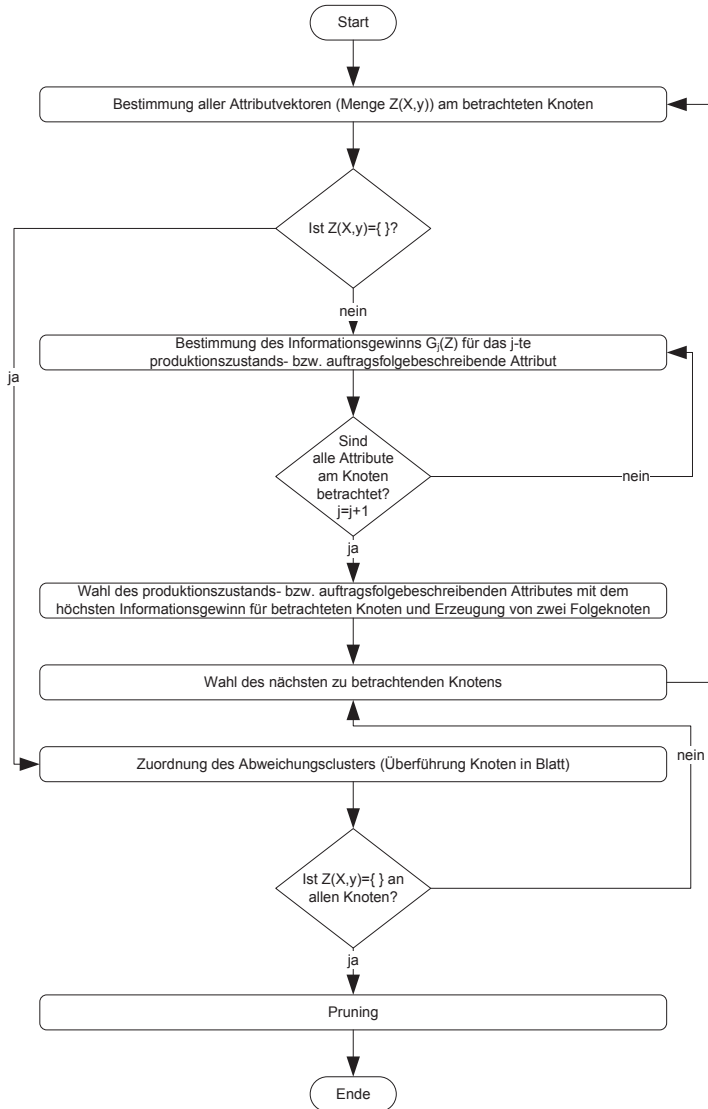 Start
Bestimmung aller Attributvektoren (Menge Z(X,y)) am betrachteten Knoten
Ist Z(X,y)={ }?
nein
ja
Bestimmung des Informationsgewinns Gj(Z) für das j-te
produktionszustands- bzw. auftragsfolgebeschreibende Attribut
Sind
alle Attribute
am Knoten
betrachtet?
j=j+1
nein
ja
Wahl des produktionszustands- bzw. auftragsfolgebeschreibenden Attributes mit dem
höchsten Informationsgewinn für betrachteten Knoten und Erzeugung von zwei Folgeknoten
Wahl des nächsten zu betrachtenden Knotens
nein
Zuordnung des Abweichungsclusters (Überführung Knoten in Blatt)
Ist Z(X,y)={ } an
allen Knoten?
ja
Pruning
Ende